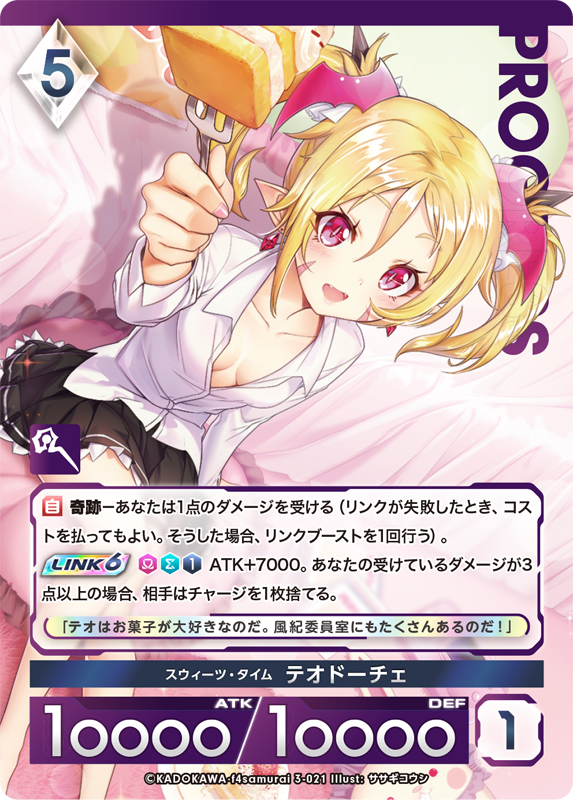 5
PROG
S
自 奇跡－あなたは1点のダメージを受ける（リンクが失敗したとき、コス
トを払ってもよい。そうした場合、リンクブーストを1回行う）。
LINK6 Ω Σ 1 ATK+7000。あなたの受けているダメージが3
点以上の場合、相手はチャージを1枚捨てる。
「テオはお菓子が大好きなのだ。風紀委員室にもたくさんあるのだ！」
スウィーツ・タイム テオドーチェ
ATK DEF
10000/10000
1
©KADOKAWA-f4samurai 3-021 Illust: ササギコウシ